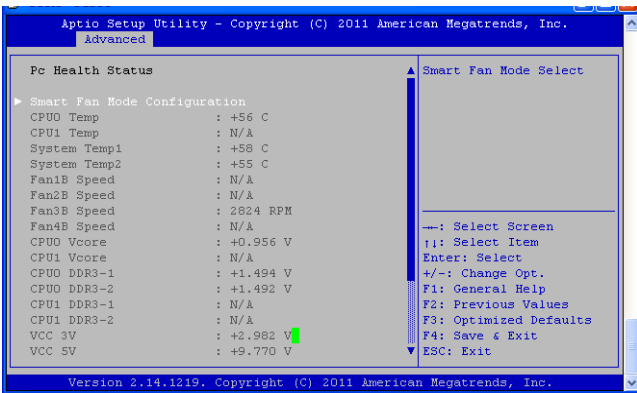 Aptio Setup Utility - Copyright (C) 2011 American Megatrends, Inc.
Advanced
Pc Health Status
Smart Fan Mode Configuration
CPU0 Temp : +56 C
CPU1 Temp : N/A
System Temp1 : +58 C
System Temp2 : +55 C
Fan1B Speed : N/A
Fan2B Speed : N/A
Fan3B Speed : 2824 RPM
Fan4B Speed : N/A
CPU0 Vcore : +0.956 V
CPU1 Vcore : N/A
CPU0 DDR3-1 : +1.494 V
CPU0 DDR3-2 : +1.492 V
CPU1 DDR3-1 : N/A
CPU1 DDR3-2 : N/A
VCC 3V : +2.982 V
VCC 5V : +9.770 V
Smart Fan Mode Select
→←: Select Screen
↑↓: Select Item
Enter: Select
+/-: Change Opt.
F1: General Help
F2: Previous Values
F3: Optimized Defaults
F4: Save & Exit
ESC: Exit
Version 2.14.1219. Copyright (C) 2011 American Megatrends, Inc.